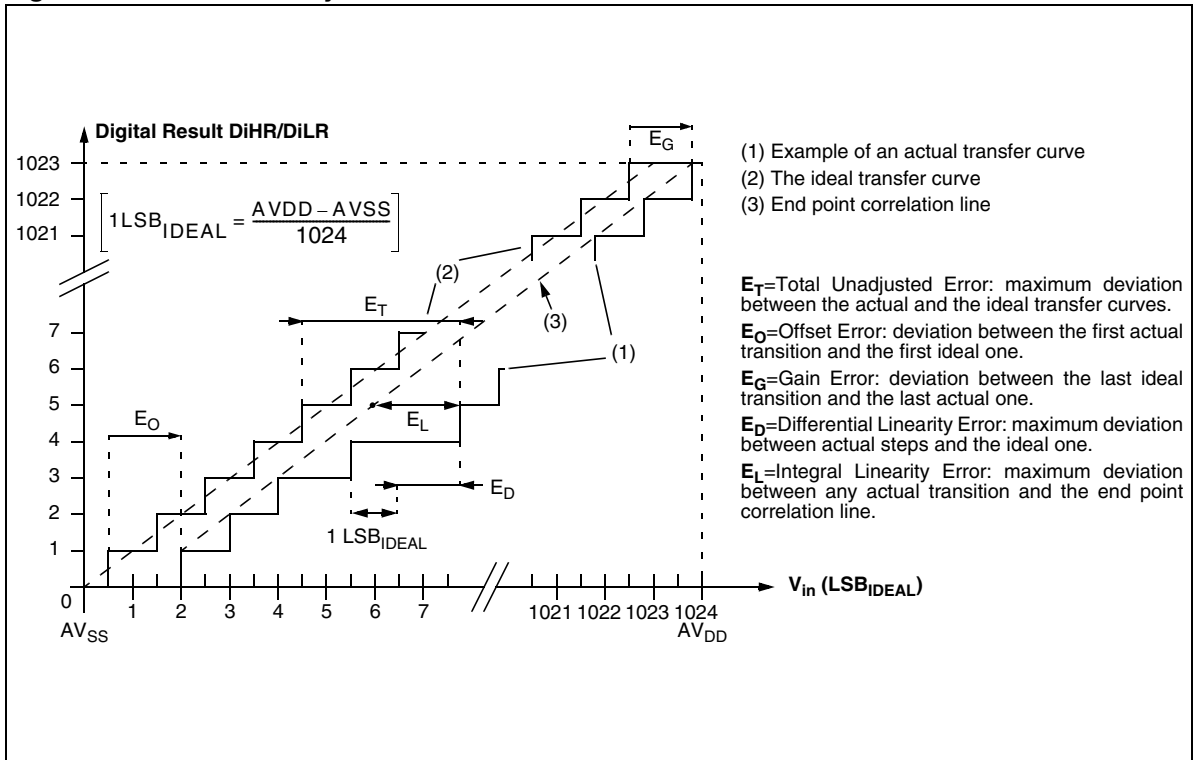 Digital Result DiHR/DiLR
1023
1022
1021
7
6
5
4
3
2
1
0
1LSB_IDEAL = AVDD – AVSS
1024
E_G
(2)
E_T
(3)
(1)
E_O
E_L
E_D
1 LSB_IDEAL
1 2 3 4 5 6 7 1021 1022 1023 1024
AV_SS
AV_DD
V_in (LSB_IDEAL)
(1) Example of an actual transfer curve
(2) The ideal transfer curve
(3) End point correlation line
E_T=Total Unadjusted Error: maximum deviation
between the actual and the ideal transfer curves.
E_O=Offset Error: deviation between the first actual
transition and the first ideal one.
E_G=Gain Error: deviation between the last ideal
transition and the last actual one.
E_D=Differential Linearity Error: maximum deviation
between actual steps and the ideal one.
E_L=Integral Linearity Error: maximum deviation
between any actual transition and the end point
correlation line.